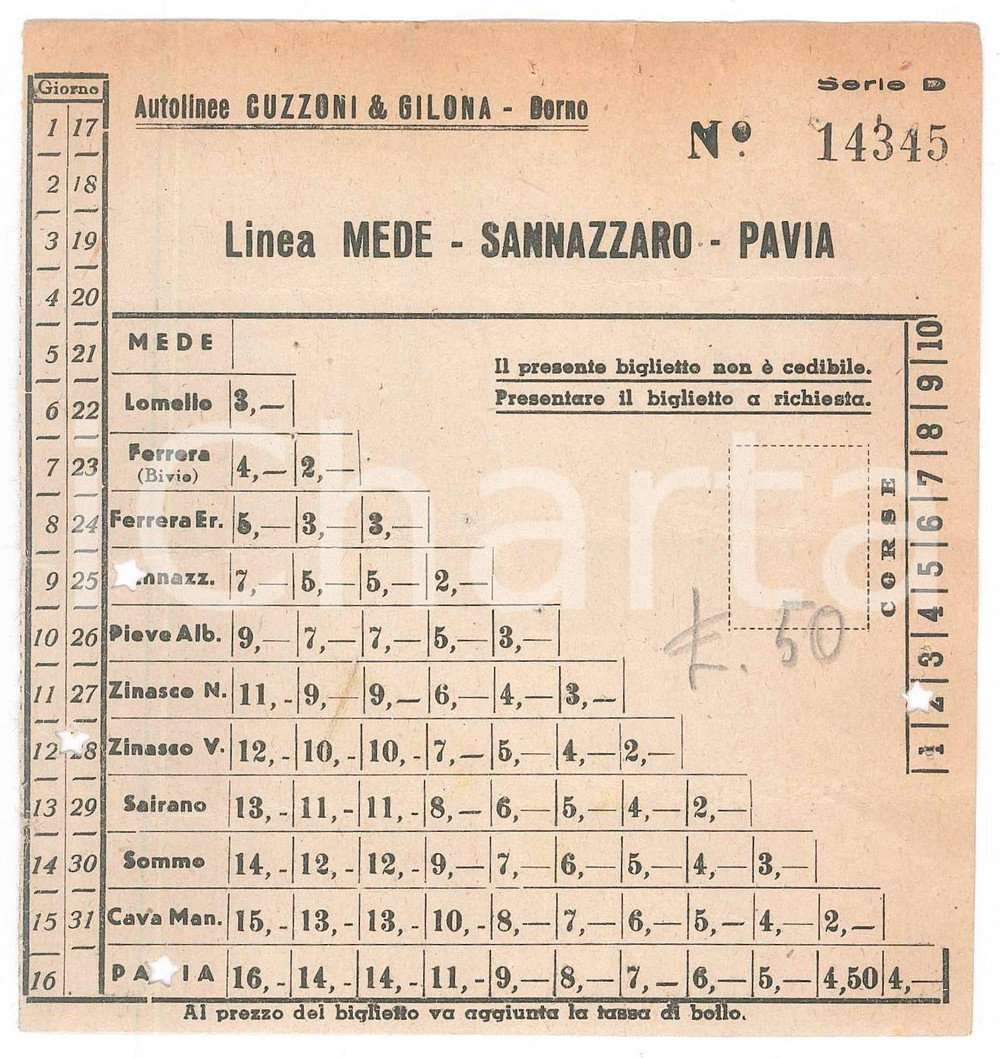 Serie D
Autolinee CUZZONI & GILONA - Dorno
Nº 14345
Linea MEDE - SANNAZZARO - PAVIA
Giorno
1 17
2 18
3 19
4 20
5 21
6 22
7 23
8 24
9 25
10 26
11 27
12 28
13 29
14 30
15 31
16
Il presente biglietto non è cedibile.
Presentare il biglietto a richiesta.
MEDE
Lomello 3,—
Ferrera (Bivio) 4,— 2,—
Ferrera Er. 5,— 3,— 3,—
nnazz. 7,— 5,— 5,— 2,—
Pieve Alb. 9,— 7,— 7,— 5,— 3,—
Zinasco N. 11,- 9,— 9,— 6,— 4,— 3,—
Zinasco V. 12,- 10,- 10,- 7,— 5,— 4,— 2,—
Sairano 13,- 11,- 11,- 8,— 6,— 5,— 4,— 2,—
Sommo 14,- 12,- 12,- 9,— 7,— 6,— 5,— 4,— 3,—
Cava Man. 15,- 13,- 13,- 10,- 8,— 7,— 6,— 5,— 4,— 2,—
PAVIA 16,- 14,- 14,- 11,- 9,— 8,— 7,— 6,— 5,— 4,50 4,—
CORSE
1 2 3 4 5 6 7 8 9 10
£. 50
Al prezzo del biglietto va aggiunta la tassa di bollo.
Charta